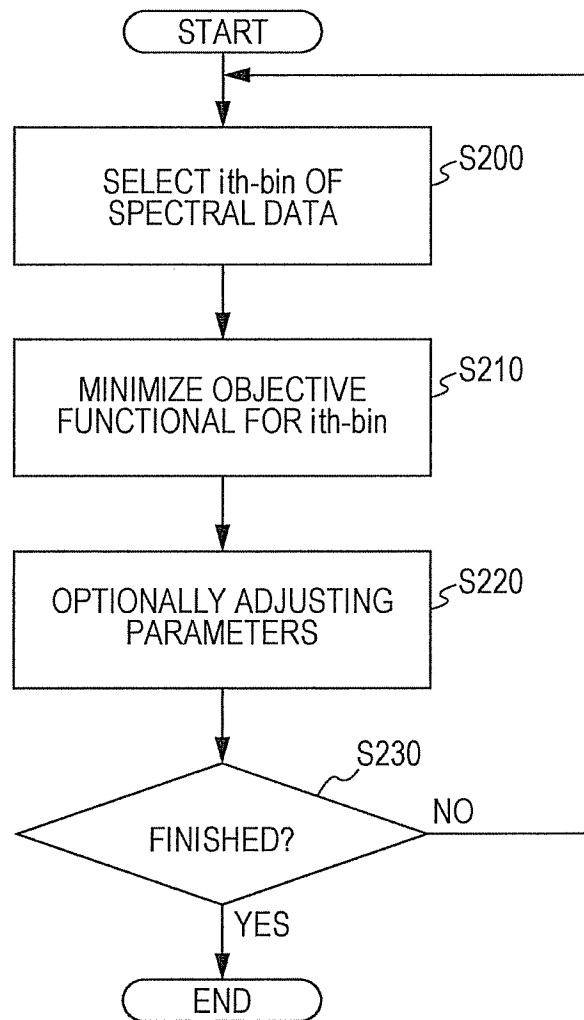 START
SELECT ith-bin OF
SPECTRAL DATA
S200
MINIMIZE OBJECTIVE
FUNCTIONAL FOR ith-bin
S210
OPTIONALLY ADJUSTING
PARAMETERS
S220
S230
FINISHED?
NO
YES
END